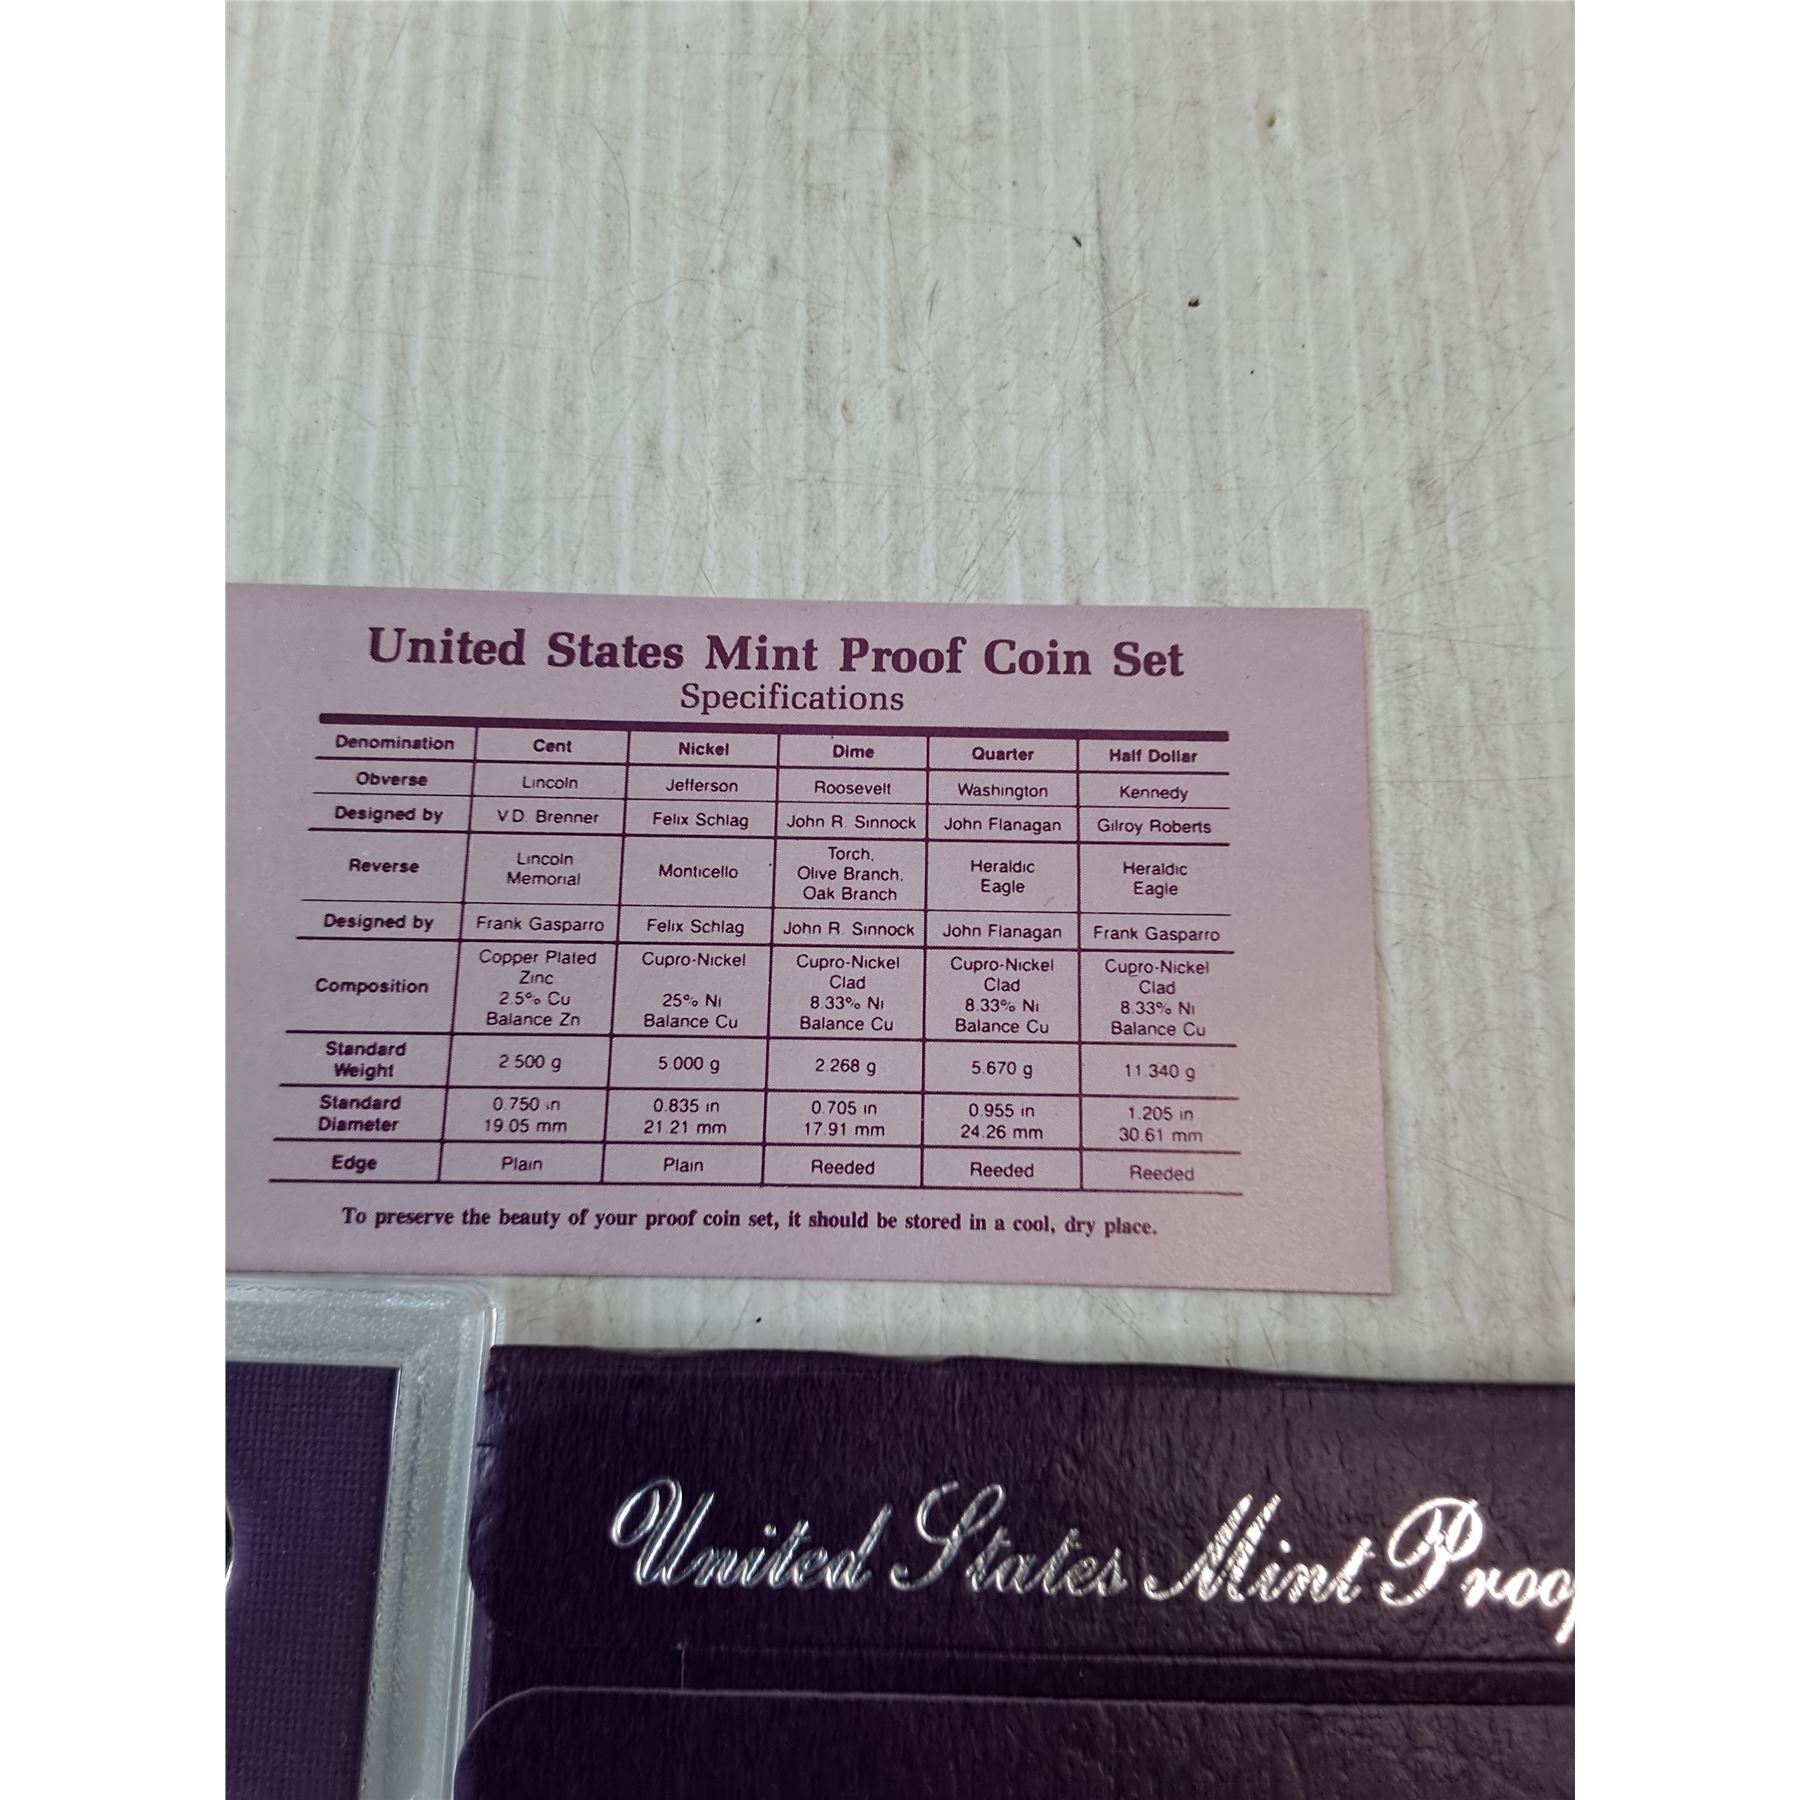 United States Mint Proof Coin Set
Specifications
Denomination Cent Nickel Dime Quarter Half Dollar
Obverse Lincoln Jefferson Roosevelt Washington Kennedy
Designed by V.D. Brenner Felix Schlag John R. Sinnock John Flanagan Gilroy Roberts
Reverse Lincoln Memorial Monticello Torch, Olive Branch, Oak Branch Heraldic Eagle Heraldic Eagle
Designed by Frank Gasparro Felix Schlag John R. Sinnock John Flanagan Frank Gasparro
Composition Copper Plated Zinc 2.5% Cu Balance Zn Cupro-Nickel 25% Ni Balance Cu Cupro-Nickel Clad 8.33% Ni Balance Cu Cupro-Nickel Clad 8.33% Ni Balance Cu Cupro-Nickel Clad 8.33% Ni Balance Cu
Standard Weight 2.500 g 5.000 g 2.268 g 5.670 g 11.340 g
Standard Diameter 0.750 in 19.05 mm 0.835 in 21.21 mm 0.705 in 17.91 mm 0.955 in 24.26 mm 1.205 in 30.61 mm
Edge Plain Plain Reeded Reeded Reeded
To preserve the beauty of your proof coin set, it should be stored in a cool, dry place.
United States Mint Proof